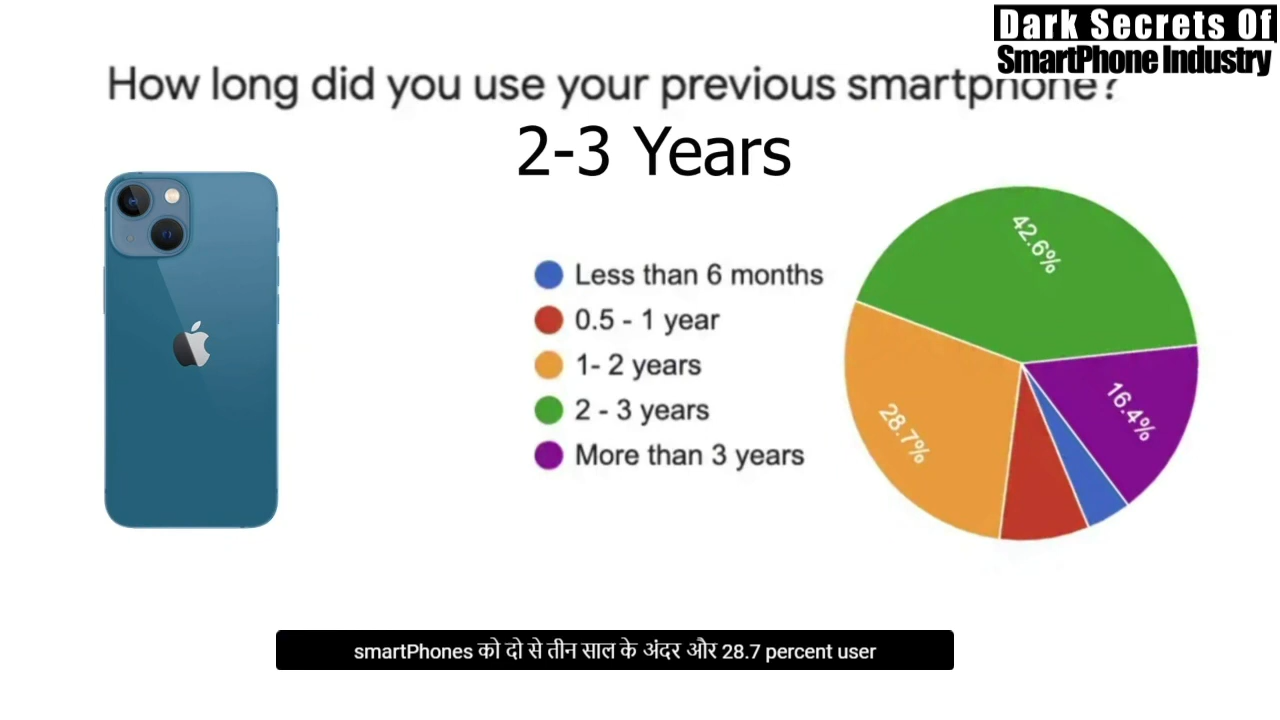 Dark Secrets Of
SmartPhone Industry
How long did you use your previous smartphone?
2-3 Years
Less than 6 months
0.5 - 1 year
1- 2 years
2 - 3 years
More than 3 years
42.6%
28.7%
16.4%
smartPhones को दो से तीन साल के अंदर और 28.7 percent user